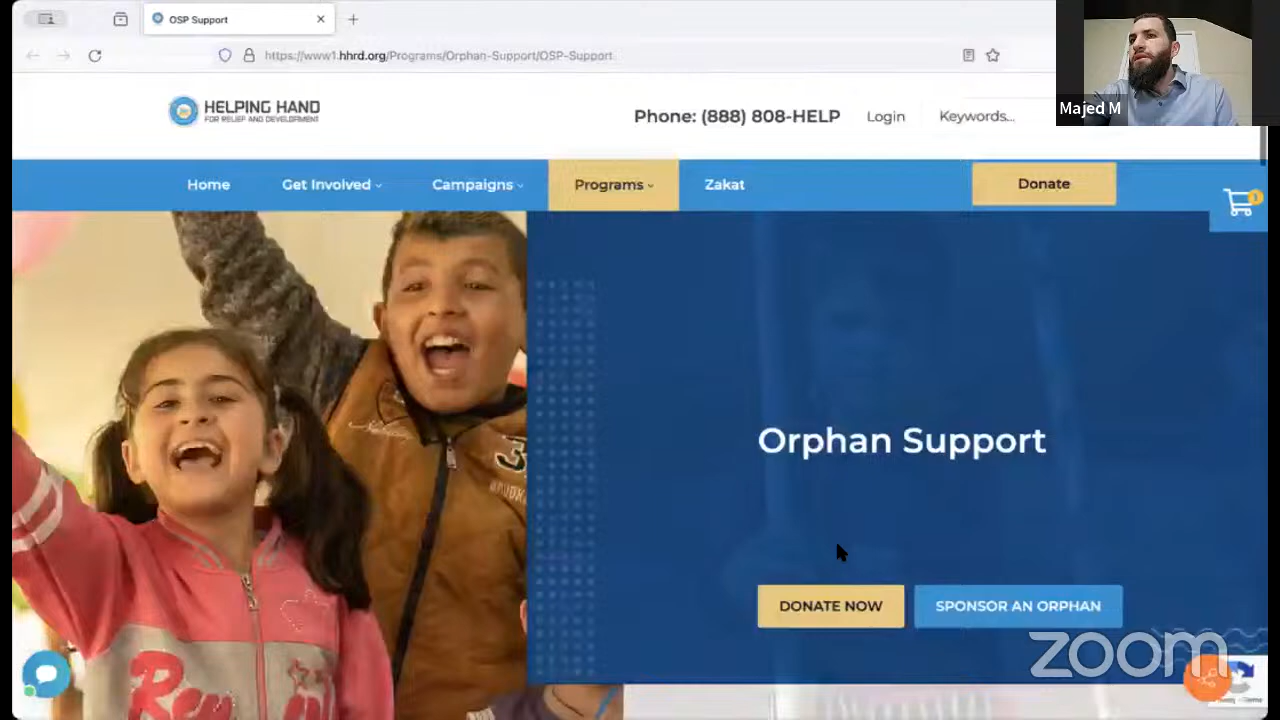 OSP Support
https://www1.hhrd.org/Programs/Orphan-Support/OSP-Support
Majed M
HELPING HAND
FOR RELIEF AND DEVELOPMENT
Phone: (888) 808-HELP
Login
Keywords...
Home
Get Involved
Campaigns
Programs
Zakat
Donate
1
Orphan Support
DONATE NOW
SPONSOR AN ORPHAN
zoom